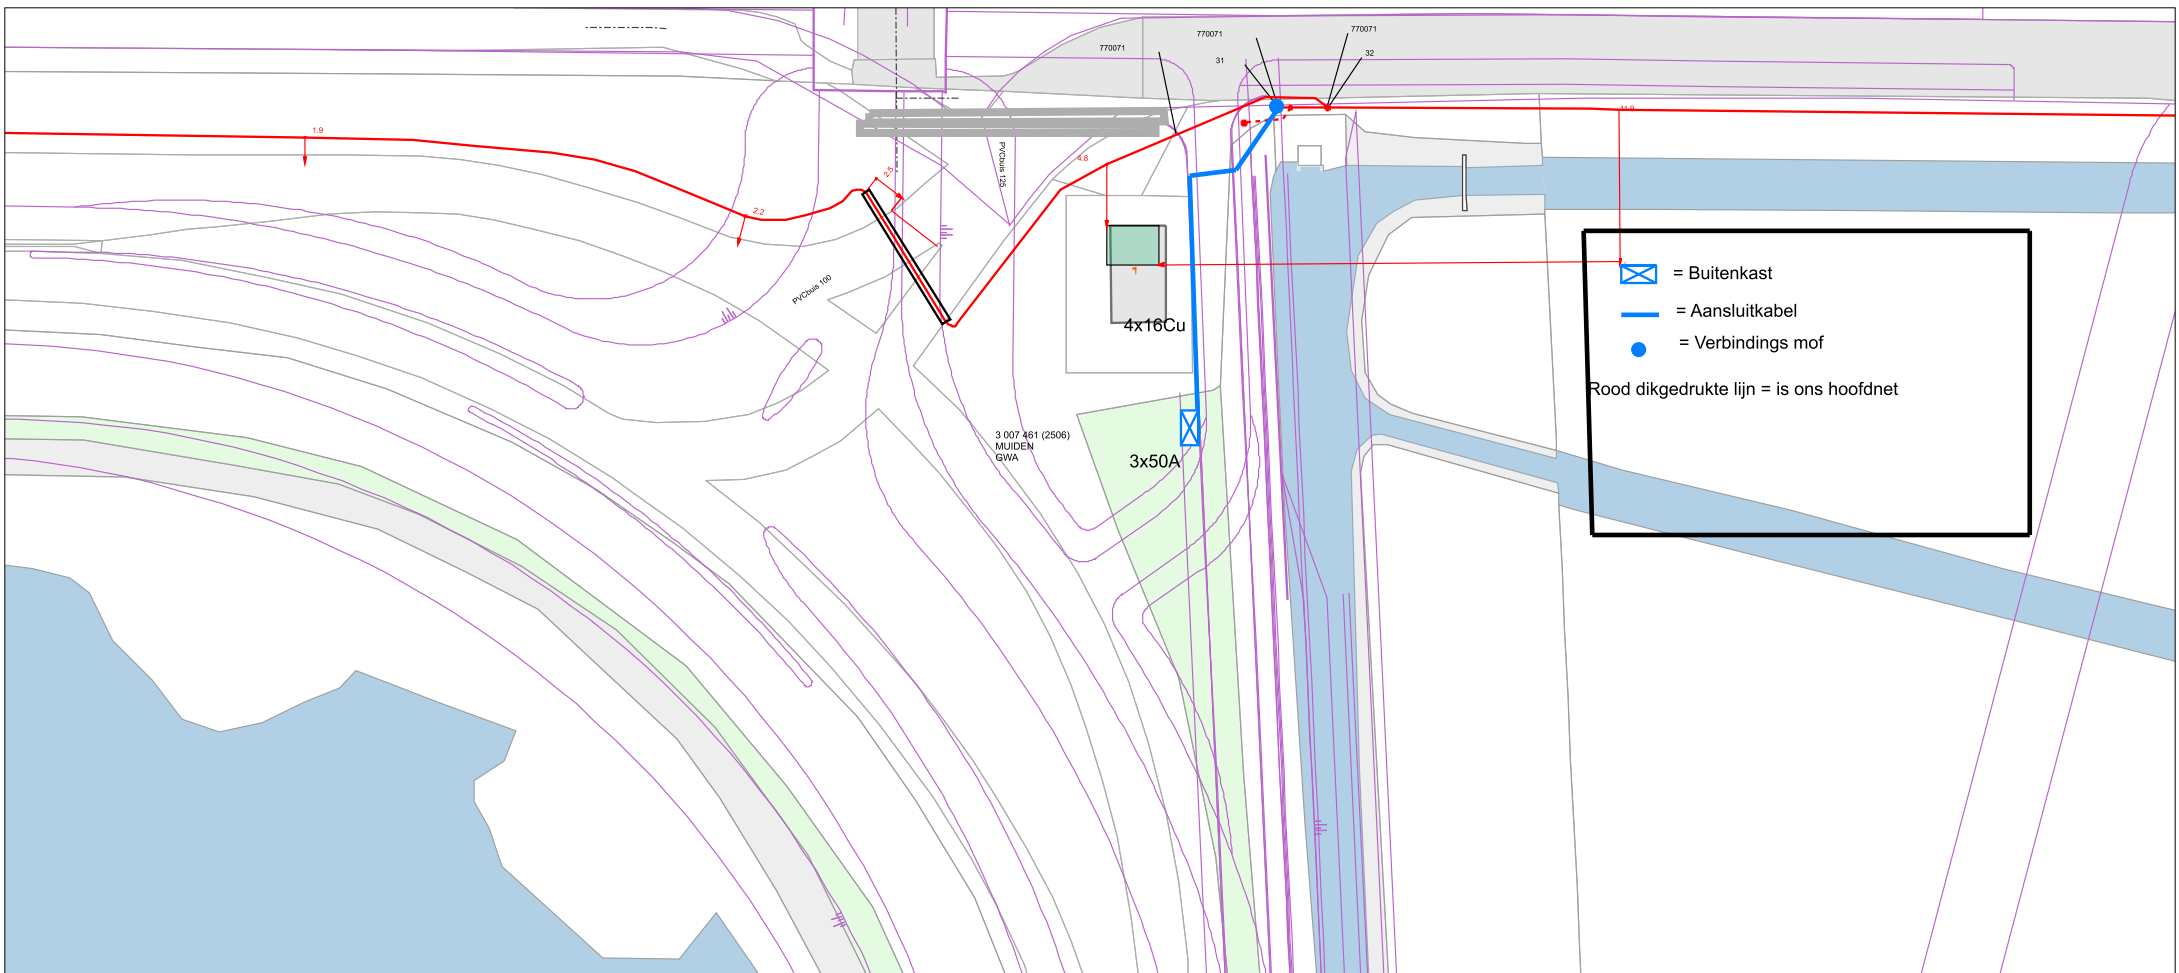 770071
770071
770071
31
32
1.9
11.9
PVCbuis 125
4.8
2.5
2.2
PVCbuis 100
1
4x16Cu
3 007 461 (2506)
MUIDEN
GWA
3x50A
= Buitenkast
= Aansluitkabel
= Verbindings mof
Rood dikgedrukte lijn = is ons hoofdnet